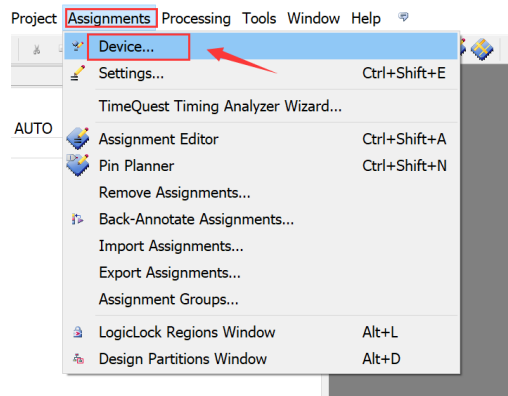 Project Assignments Processing Tools Window Help
Device...
Settings... Ctrl+Shift+E
TimeQuest Timing Analyzer Wizard...
AUTO
Assignment Editor Ctrl+Shift+A
Pin Planner Ctrl+Shift+N
Remove Assignments...
Back-Annotate Assignments...
Import Assignments...
Export Assignments...
Assignment Groups...
LogicLock Regions Window Alt+L
Design Partitions Window Alt+D